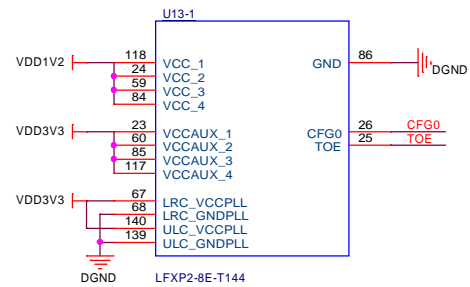 U13-1
VDD1V2 118 VCC_1 GND 86 DGND
24 VCC_2
59 VCC_3
84 VCC_4
VDD3V3 23 VCCAUX_1 CFG0 26 CFG0
60 VCCAUX_2 TOE 25 TOE
85 VCCAUX_3
117 VCCAUX_4
VDD3V3 67 LRC_VCCPLL
68 LRC_GNDPLL
140 ULC_VCCPLL
139 ULC_GNDPLL
DGND LFXP2-8E-T144